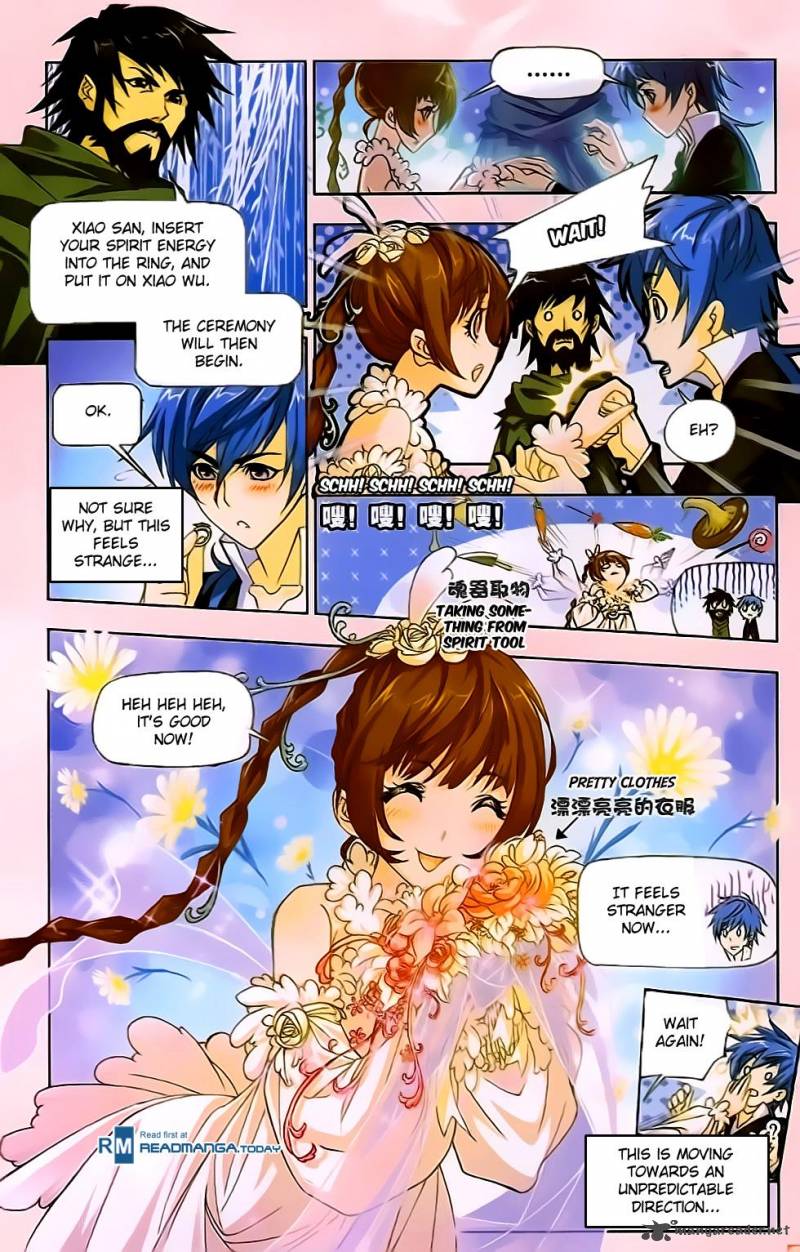 XIAO SAN, INSERT
YOUR SPIRIT ENERGY
INTO THE RING, AND
PUT IT ON XIAO WU.
THE CEREMONY
WILL THEN
BEGIN.
......
WAIT!
EH?
OK.
NOT SURE
WHY, BUT THIS
FEELS
STRANGE...
SCHH! SCHH! SCHH! SCHH!
嗖! 嗖! 嗖! 嗖!
魂器取物
TAKING SOME-
THING FROM
SPIRIT TOOL
HEH HEH HEH,
IT'S GOOD
NOW!
PRETTY CLOTHES
漂漂亮亮的衣服
IT FEELS
STRANGER
NOW...
WAIT
AGAIN!
?
THIS IS MOVING
TOWARDS AN
UNPREDICTABLE
DIRECTION...
RM
Read first at
READMANGA.TODAY
mangareader.net